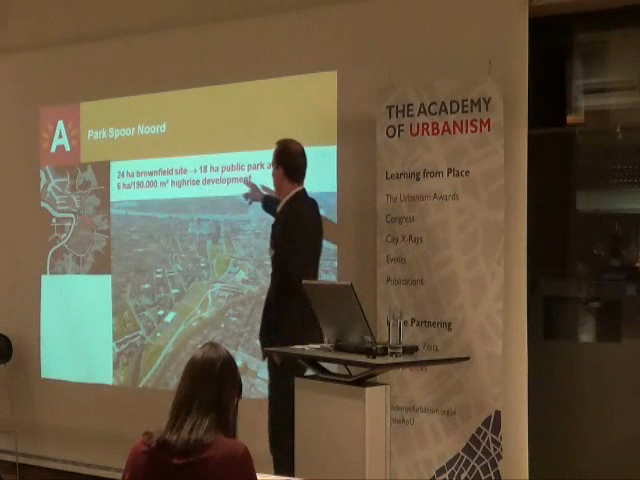 A
Park Spoor Noord
24 ha brownfield site → 18 ha public park
6 ha/190.000 m² highrise development
THE ACADEMY
OF URBANISM
Learning from Place
The Urbanism Awards
Congress
City X-Rays
Events
Publications
Partnering
Visits